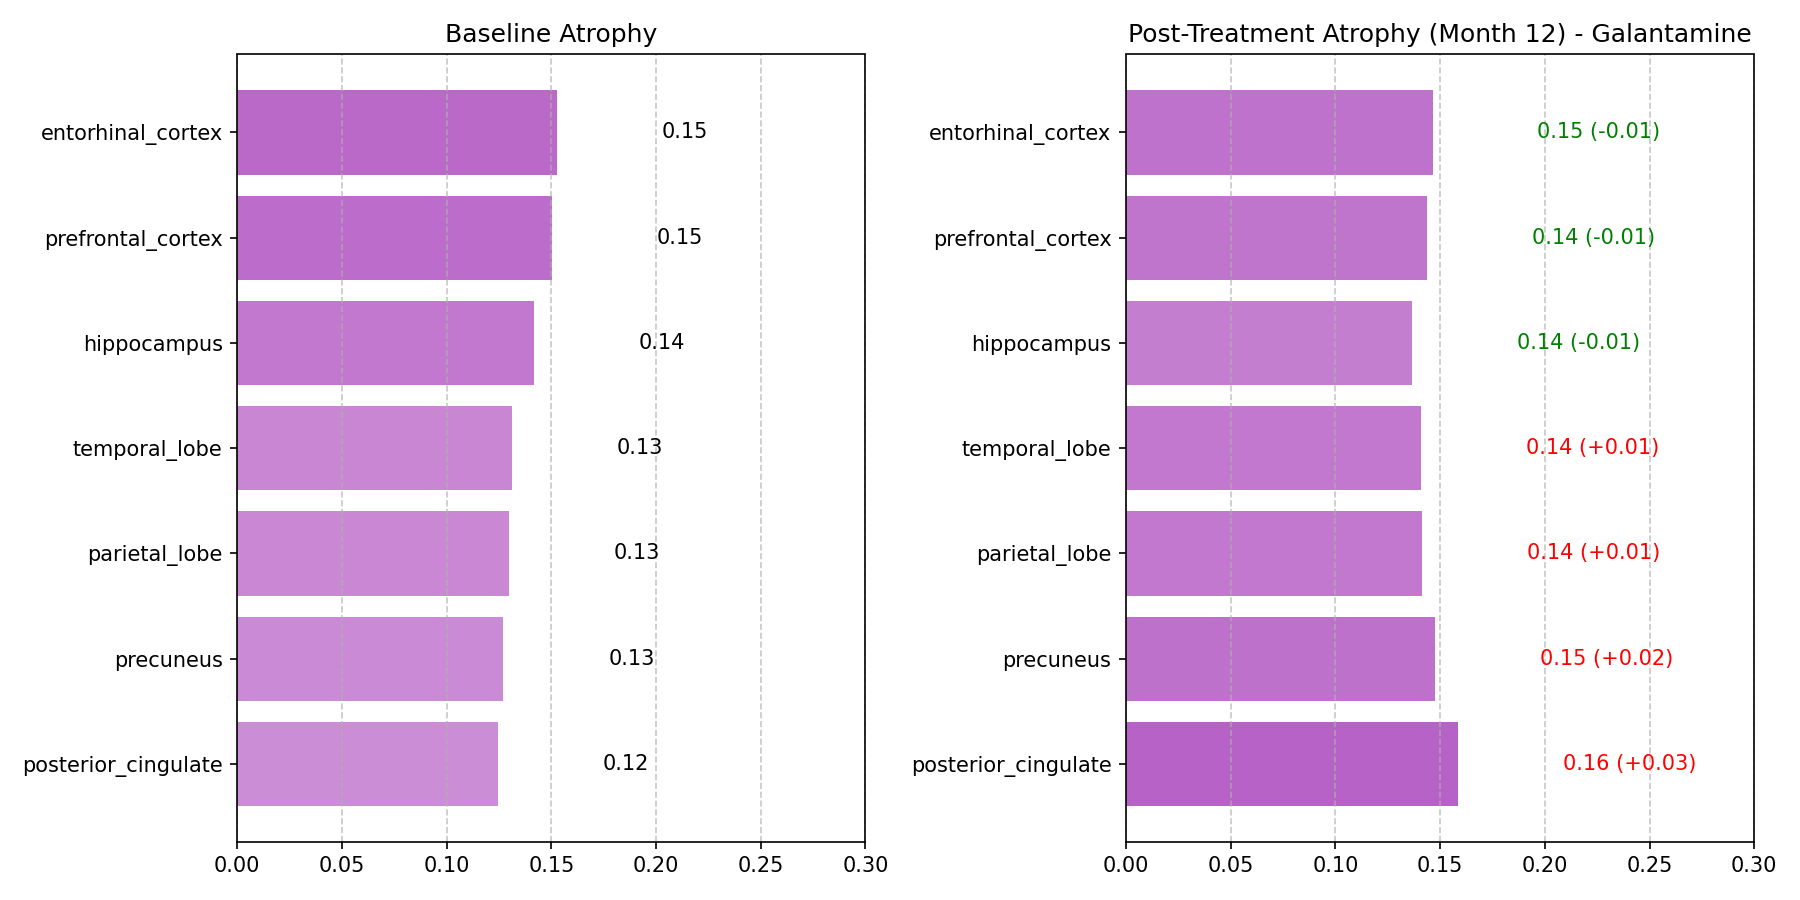 Baseline Atrophy
entorhinal_cortex
0.15
prefrontal_cortex
0.15
hippocampus
0.14
temporal_lobe
0.13
parietal_lobe
0.13
precuneus
0.13
posterior_cingulate
0.12
0.00 0.05 0.10 0.15 0.20 0.25 0.30
Post-Treatment Atrophy (Month 12) - Galantamine
entorhinal_cortex
0.15 (-0.01)
prefrontal_cortex
0.14 (-0.01)
hippocampus
0.14 (-0.01)
temporal_lobe
0.14 (+0.01)
parietal_lobe
0.14 (+0.01)
precuneus
0.15 (+0.02)
posterior_cingulate
0.16 (+0.03)
0.00 0.05 0.10 0.15 0.20 0.25 0.30